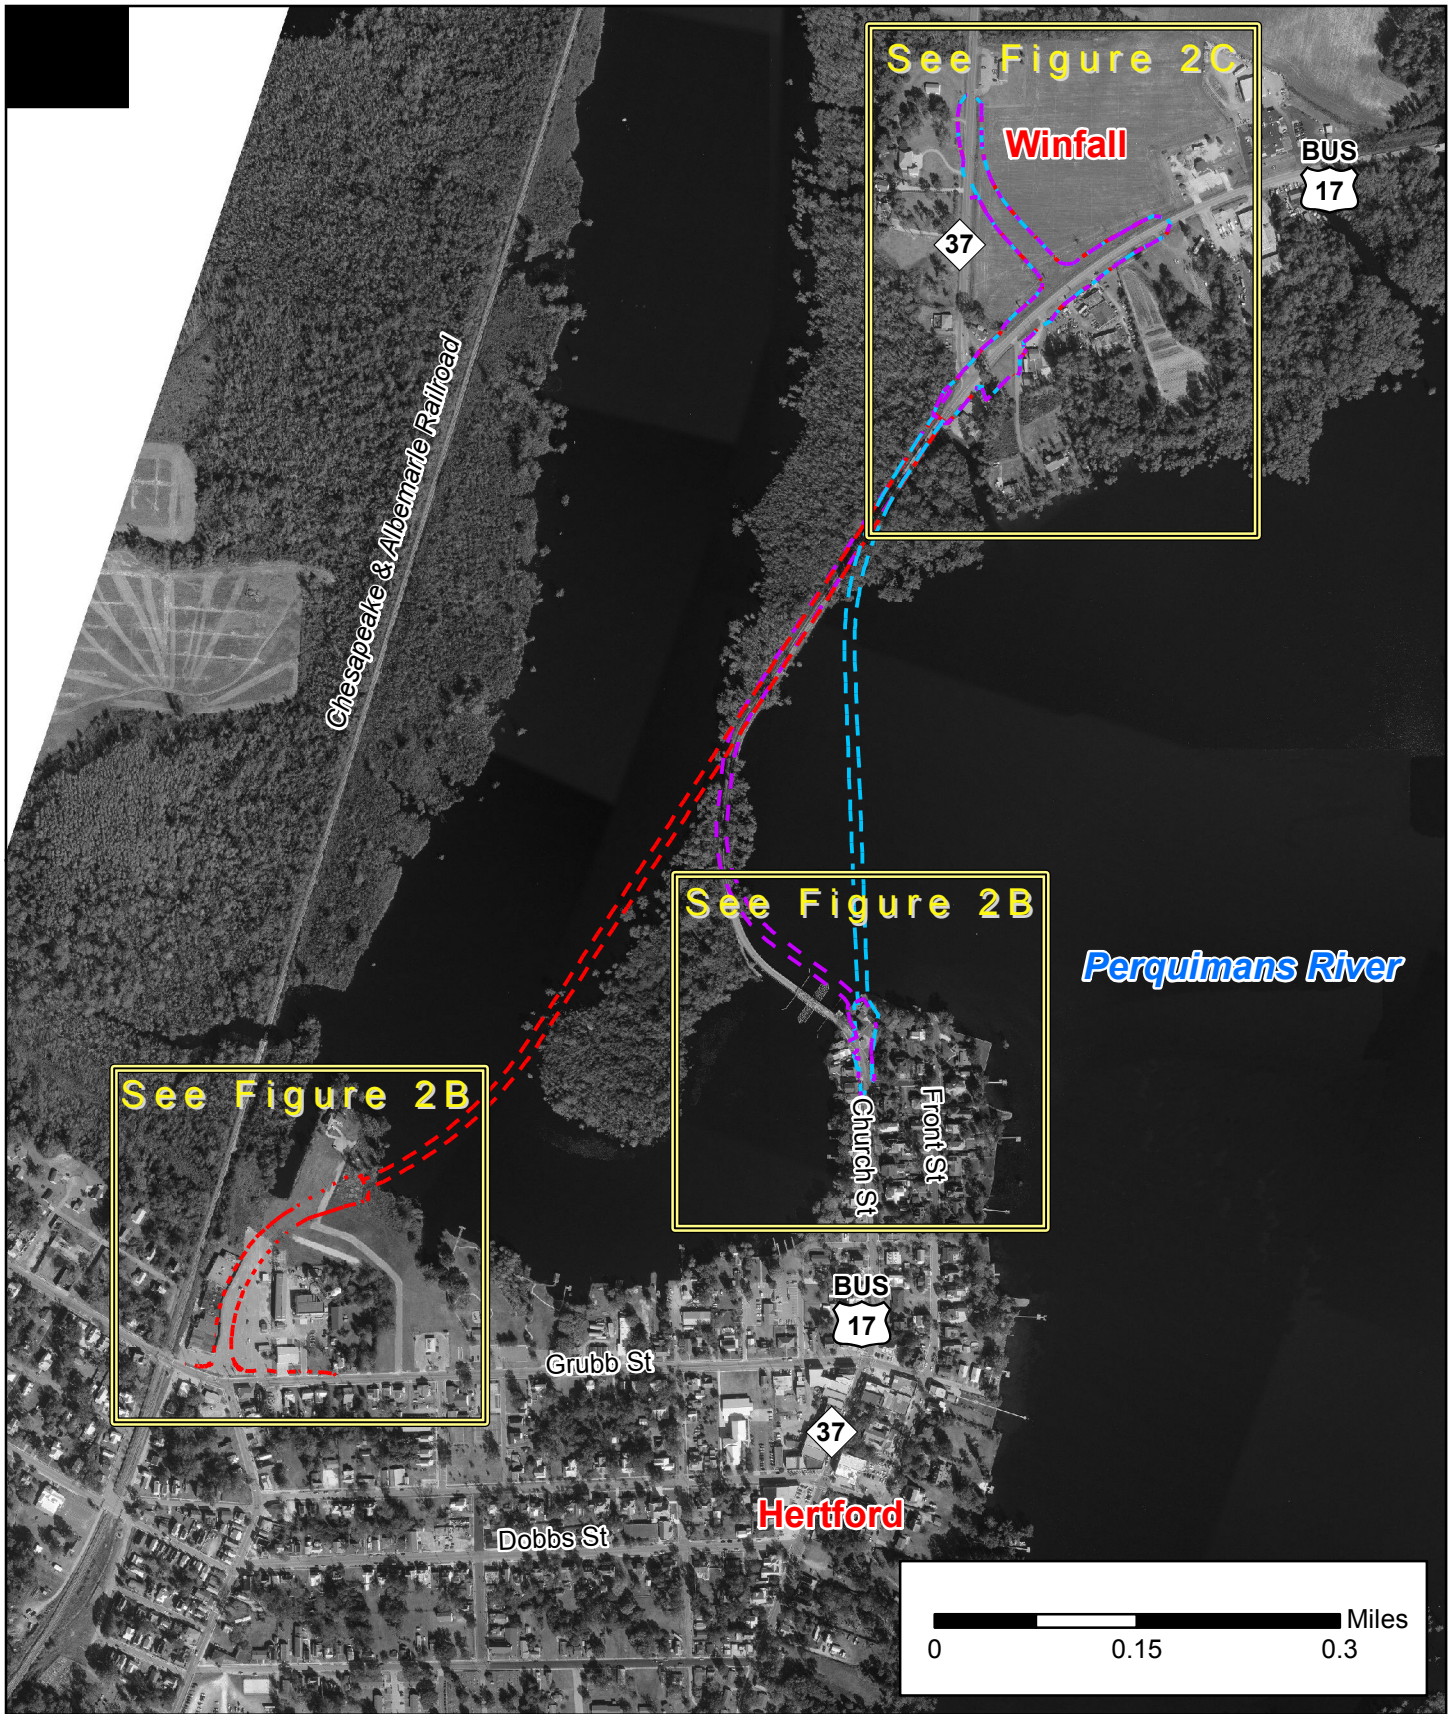 See Figure 2C
Winfall
BUS
17
37
Chesapeake & Albemarle Railroad
See Figure 2B
Perquimans River
See Figure 2B
Church St
Front St
BUS
17
Grubb St
37
Hertford
Dobbs St
Miles
0 0.15 0.3